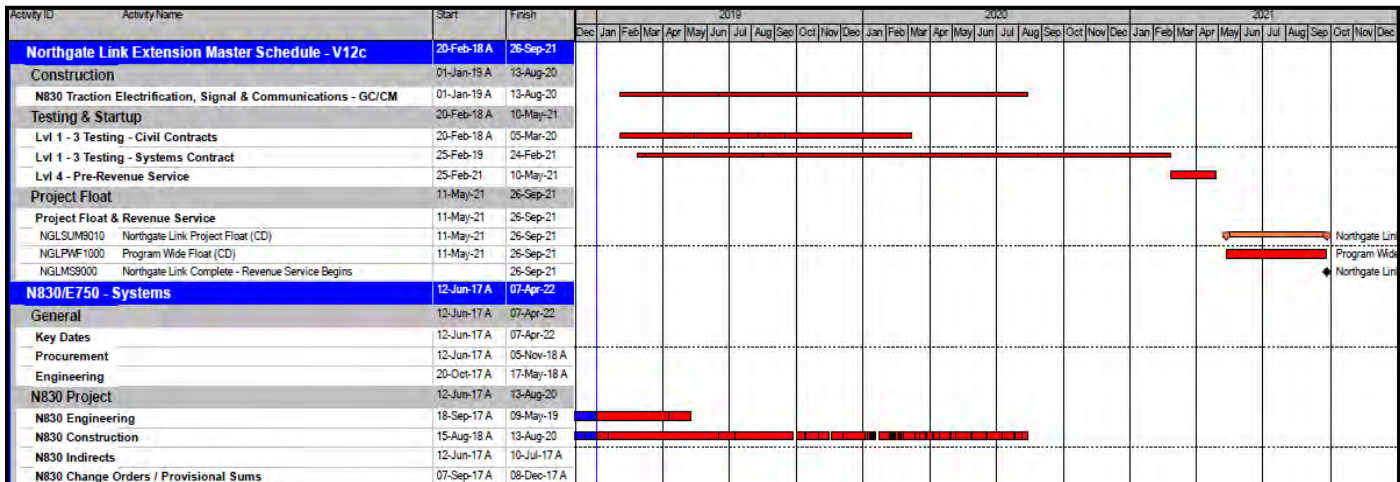 Activity ID Activity Name Start Finish 2019 2020 2021
Dec Jan Feb Mar Apr May Jun Jul Aug Sep Oct Nov Dec Jan Feb Mar Apr May Jun Jul Aug Sep Oct Nov Dec Jan Feb Mar Apr May Jun Jul Aug Sep Oct Nov Dec
Northgate Link Extension Master Schedule - V12c 20-Feb-18 A 26-Sep-21
Construction 01-Jan-19 A 13-Aug-20
N830 Traction Electrification, Signal & Communications - GC/CM 01-Jan-19 A 13-Aug-20
Testing & Startup 20-Feb-18 A 10-May-21
Lvl 1 - 3 Testing - Civil Contracts 20-Feb-18 A 05-Mar-20
Lvl 1 - 3 Testing - Systems Contract 25-Feb-19 24-Feb-21
Lvl 4 - Pre-Revenue Service 25-Feb-21 10-May-21
Project Float 11-May-21 26-Sep-21
Project Float & Revenue Service 11-May-21 26-Sep-21
NGLSUM9010 Northgate Link Project Float (CD) 11-May-21 26-Sep-21 Northgate Lin
NGLPWF1000 Program Wide Float (CD) 11-May-21 26-Sep-21 Program Wide
NGLMS9000 Northgate Link Complete - Revenue Service Begins 26-Sep-21 Northgate Lin
N830/E750 - Systems 12-Jun-17 A 07-Apr-22
General 12-Jun-17 A 07-Apr-22
Key Dates 12-Jun-17 A 07-Apr-22
Procurement 12-Jun-17 A 05-Nov-18 A
Engineering 20-Oct-17 A 17-May-18 A
N830 Project 12-Jun-17 A 13-Aug-20
N830 Engineering 18-Sep-17 A 09-May-19
N830 Construction 15-Aug-18 A 13-Aug-20
N830 Indirects 12-Jun-17 A 10-Jul-17 A
N830 Change Orders / Provisional Sums 07-Sep-17 A 08-Dec-17 A